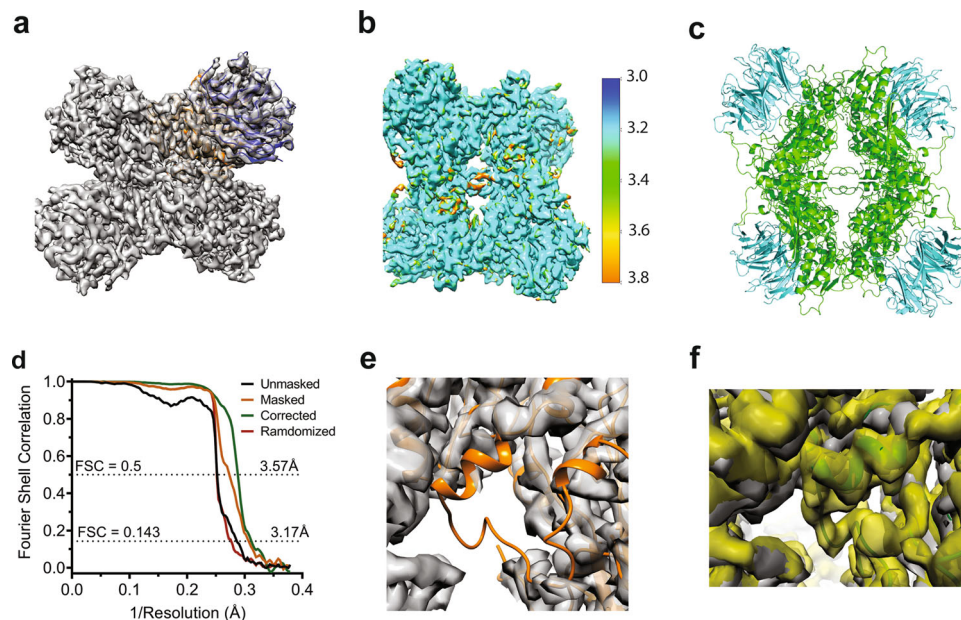 a
b
c
3.0
3.2
3.4
3.6
3.8
d
e
f
1.0
0.8
0.6
0.4
0.2
0.0
Fourier Shell Correlation
Unmasked
Masked
Corrected
Ramdomized
FSC = 0.5
3.57Å
FSC = 0.143
3.17Å
0.0
0.1
0.2
0.3
0.4
1/Resolution (Å)